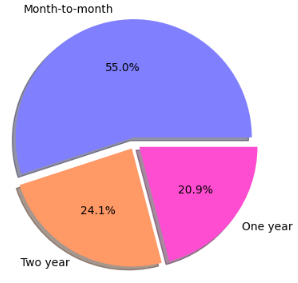 Month-to-month
55.0%
24.1%
20.9%
Two year
One year